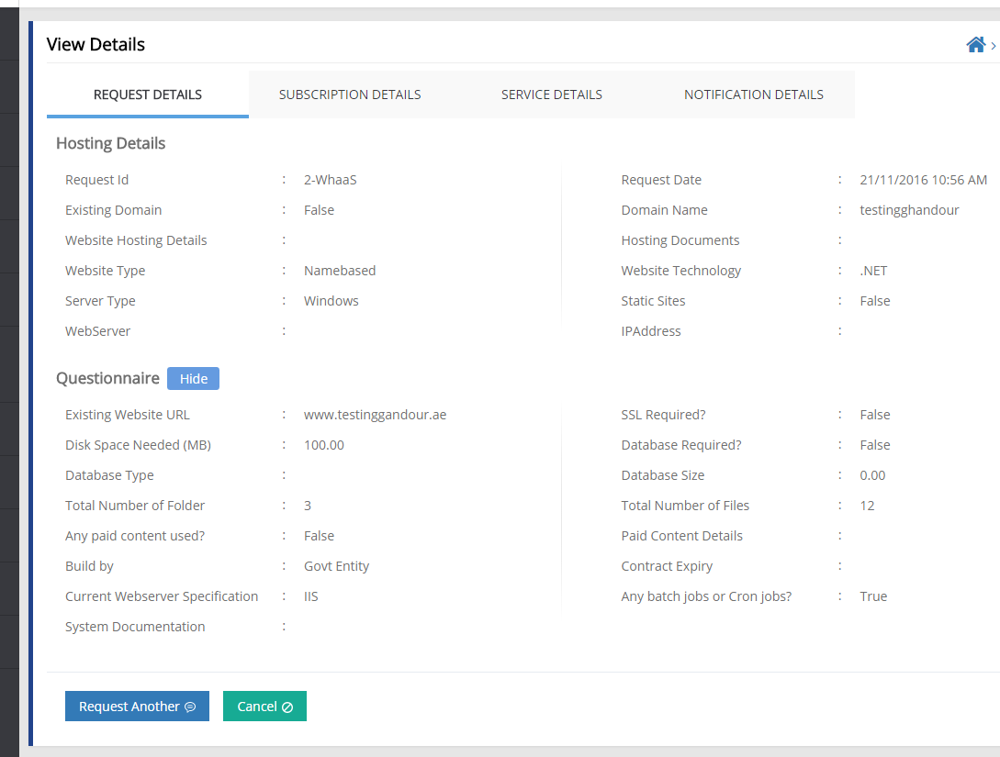 View Details
REQUEST DETAILS SUBSCRIPTION DETAILS SERVICE DETAILS NOTIFICATION DETAILS
Hosting Details
Request Id : 2-WhaaS Request Date : 21/11/2016 10:56 AM
Existing Domain : False Domain Name : testingghandour
Website Hosting Details : Hosting Documents :
Website Type : Namebased Website Technology : .NET
Server Type : Windows Static Sites : False
WebServer : IPAddress :
Questionnaire Hide
Existing Website URL : www.testinggandour.ae SSL Required? : False
Disk Space Needed (MB) : 100.00 Database Required? : False
Database Type : Database Size : 0.00
Total Number of Folder : 3 Total Number of Files : 12
Any paid content used? : False Paid Content Details :
Build by : Govt Entity Contract Expiry :
Current Webserver Specification : IIS Any batch jobs or Cron jobs? : True
System Documentation :
Request Another Cancel